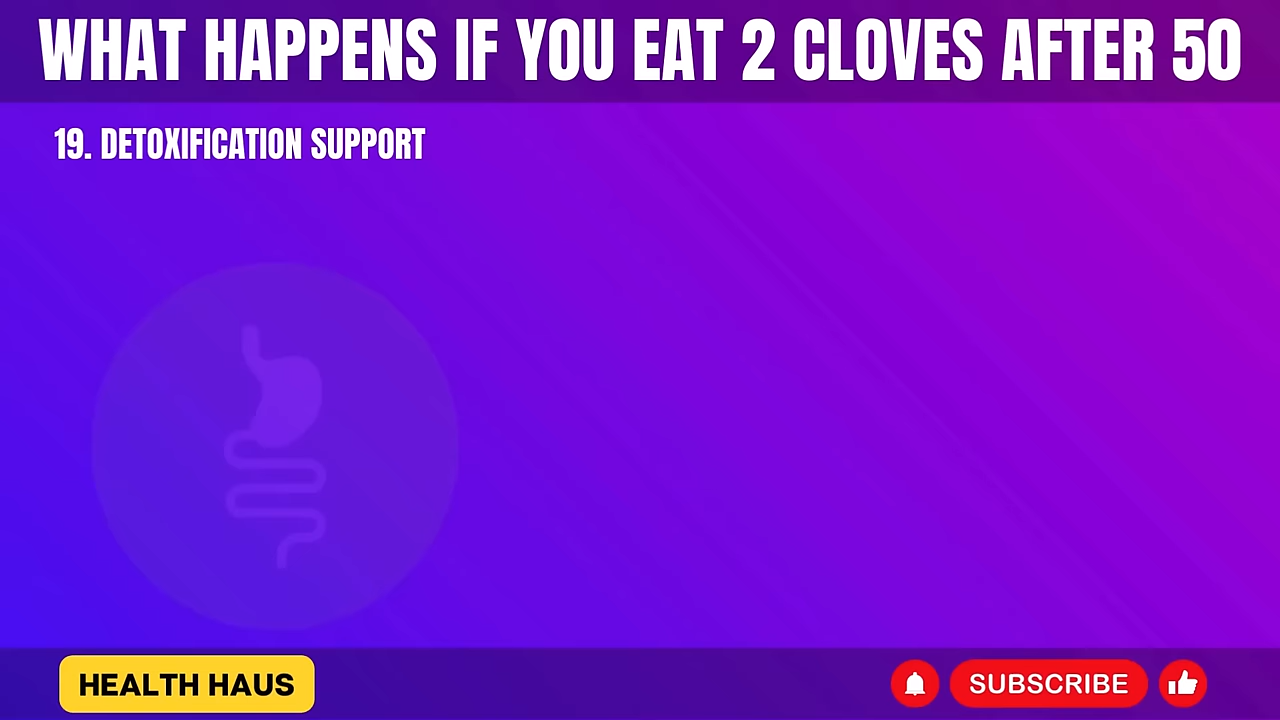 WHAT HAPPENS IF YOU EAT 2 CLOVES AFTER 50
19. DETOXIFICATION SUPPORT
HEALTH HAUS
SUBSCRIBE